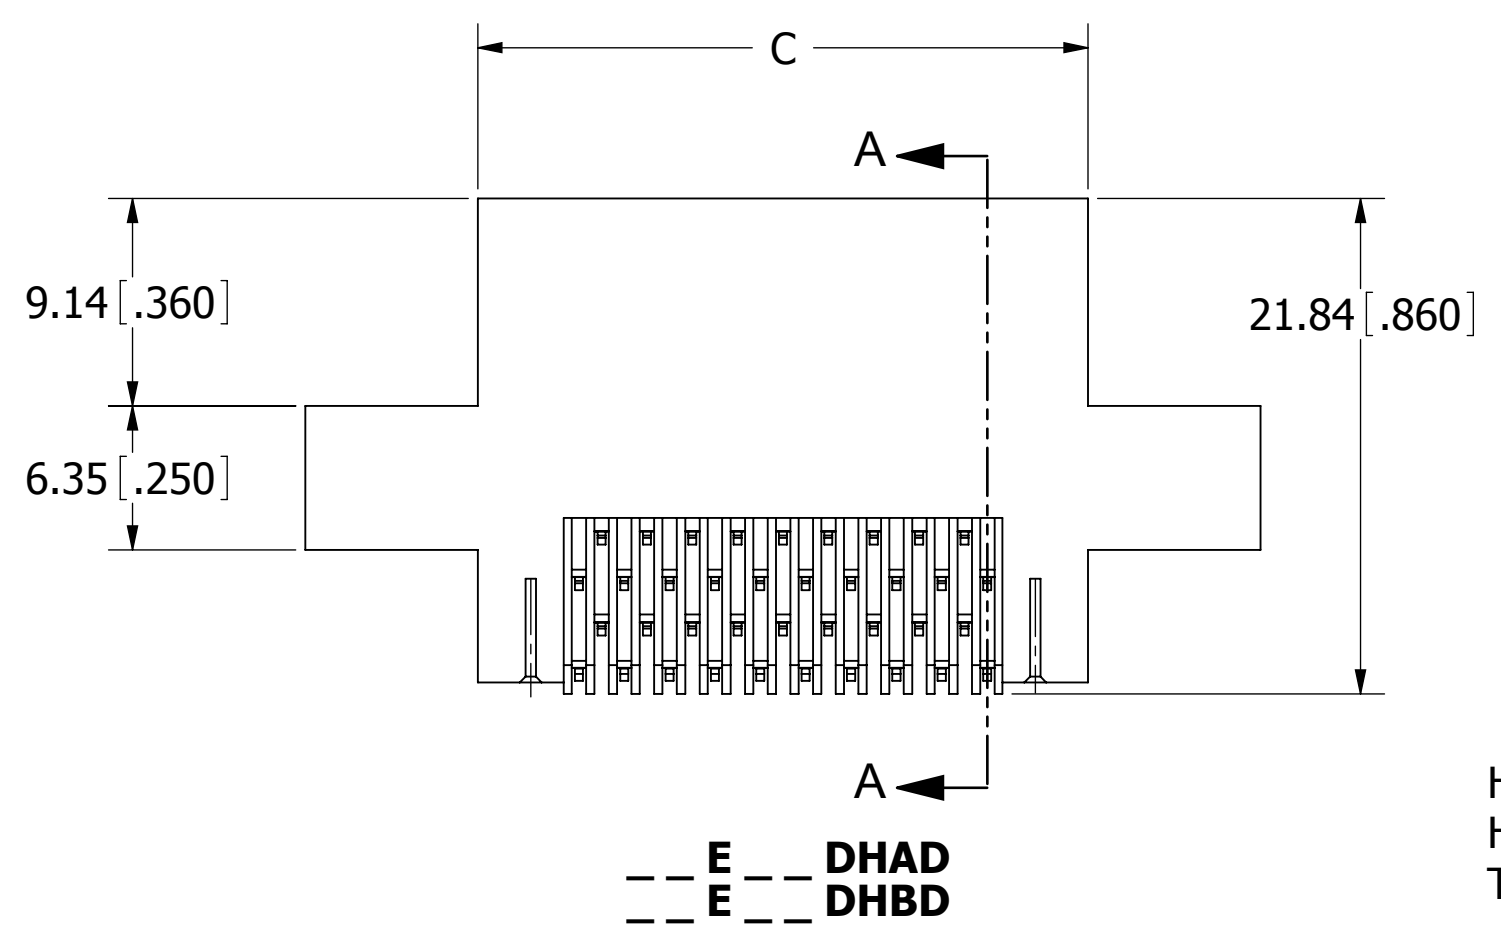 C
A
9.14[.360]
21.84[.860]
6.35[.250]
A
_ _ E _ _ DHAD
_ _ E _ _ DHBD
H
H
T